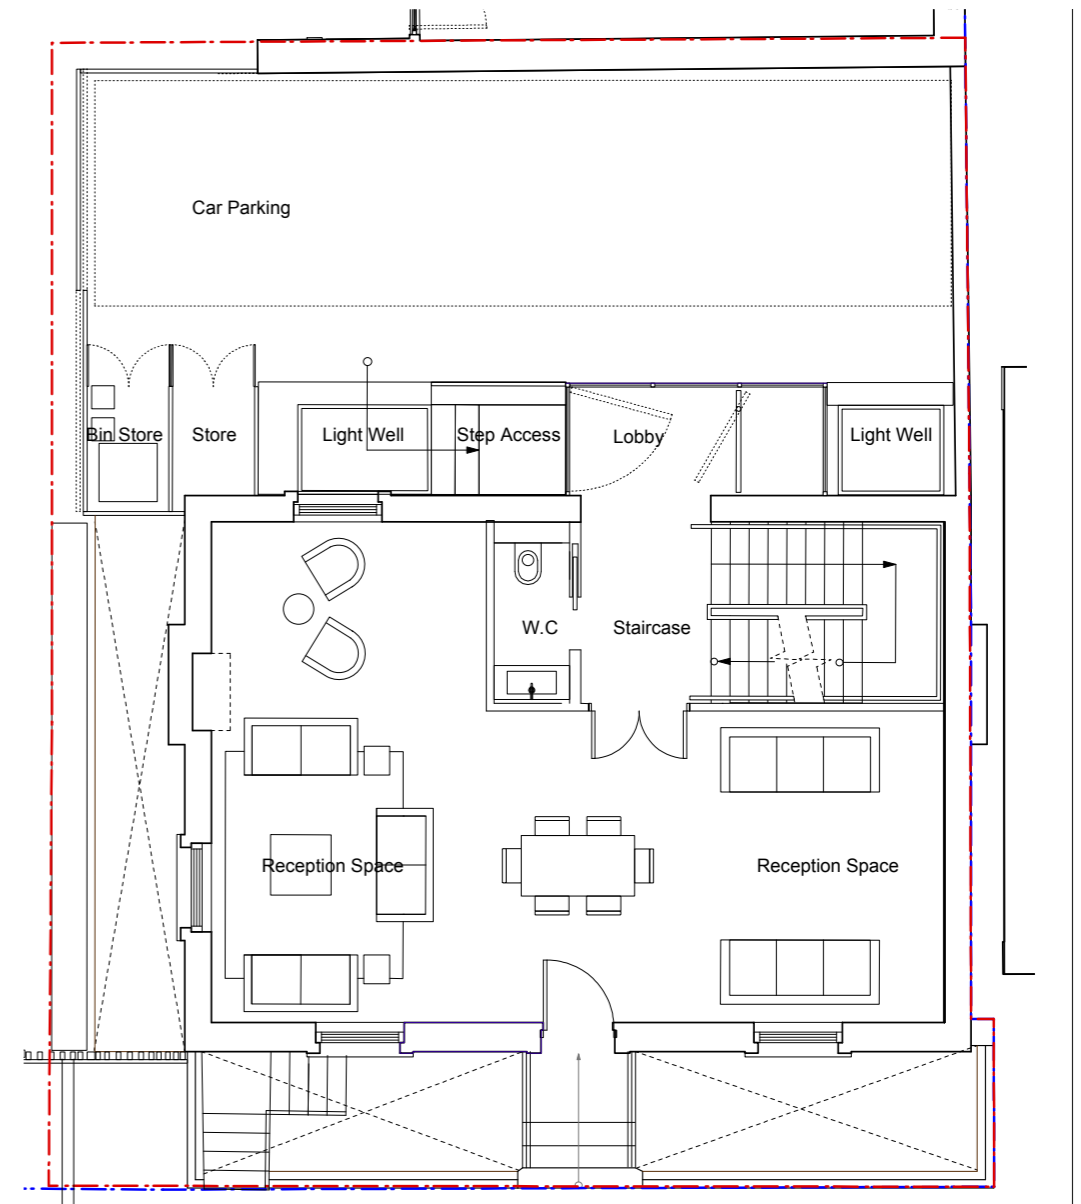 Car Parking
Bin Store
Store
Light Well
Step Access
Lobby
Light Well
W.C
Staircase
Reception Space
Reception Space